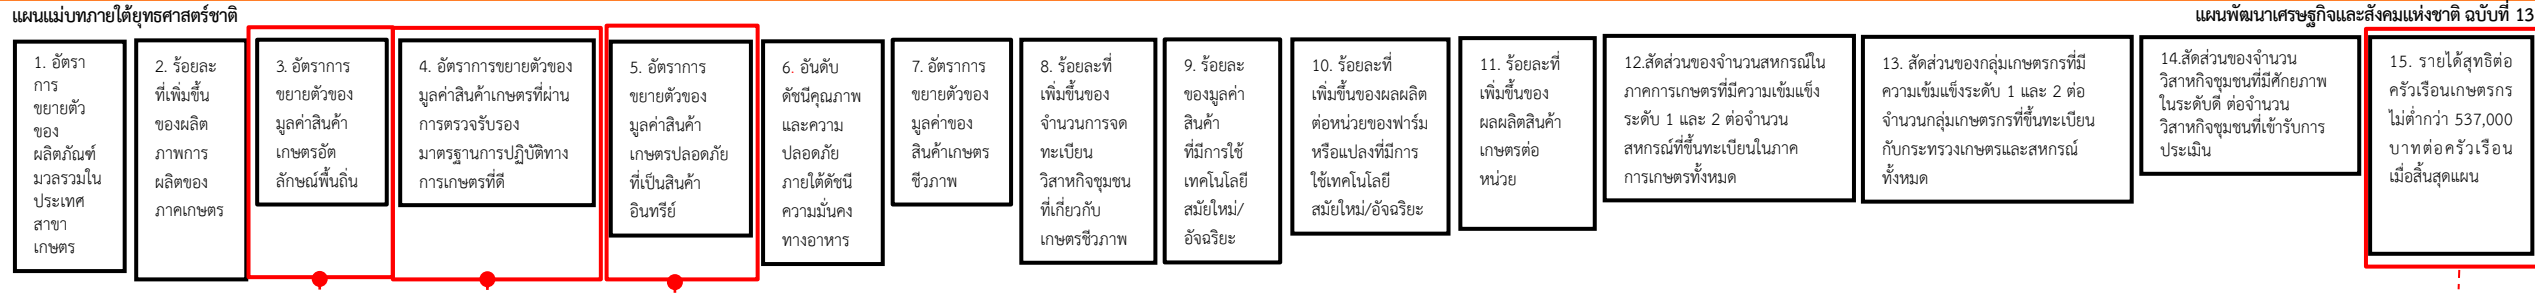 แผนแม่บทภายใต้ยุทธศาสตร์ชาติ
แผนพัฒนาเศรษฐกิจและสังคมแห่งชาติ ฉบับที่ 13
1. อัตรา
การ
ขยายตัว
ของ
ผลิตภัณฑ์
มวลรวมใน
ประเทศ
สาขา
เกษตร
2. ร้อยละ
ที่เพิ่มขึ้น
ของผลิต
ภาพการ
ผลิตของ
ภาคเกษตร
3. อัตราการ
ขยายตัวของ
มูลค่าสินค้า
เกษตรอัต
ลักษณ์พื้นถิ่น
4. อัตราการขยายตัวของ
มูลค่าสินค้าเกษตรที่ผ่าน
การตรวจรับรอง
มาตรฐานการปฏิบัติทาง
การเกษตรที่ดี
5. อัตราการ
ขยายตัวของ
มูลค่าสินค้า
เกษตรปลอดภัย
ที่เป็นสินค้า
อินทรีย์
6. อันดับ
ดัชนีคุณภาพ
และความ
ปลอดภัย
ภายใต้ดัชนี
ความมั่นคง
ทางอาหาร
7. อัตราการ
ขยายตัวของ
มูลค่าของ
สินค้าเกษตร
ชีวภาพ
8. ร้อยละที่
เพิ่มขึ้นของ
จำนวนการจด
ทะเบียน
วิสาหกิจชุมชน
ที่เกี่ยวกับ
เกษตรชีวภาพ
9. ร้อยละ
ของมูลค่า
สินค้า
ที่มีการใช้
เทคโนโลยี
สมัยใหม่/
อัจฉริยะ
10. ร้อยละที่
เพิ่มขึ้นของผลผลิต
ต่อหน่วยของฟาร์ม
หรือแปลงที่มีการ
ใช้เทคโนโลยี
สมัยใหม่/อัจฉริยะ
11. ร้อยละที่
เพิ่มขึ้นของ
ผลผลิตสินค้า
เกษตรต่อ
หน่วย
12.สัดส่วนของจำนวนสหกรณ์ใน
ภาคการเกษตรที่มีความเข้มแข็ง
ระดับ 1 และ 2 ต่อจำนวน
สหกรณ์ที่ขึ้นทะเบียนในภาค
การเกษตรทั้งหมด
13. สัดส่วนของกลุ่มเกษตรกรที่มี
ความเข้มแข็งระดับ 1 และ 2 ต่อ
จำนวนกลุ่มเกษตรกรที่ขึ้นทะเบียน
กับกระทรวงเกษตรและสหกรณ์
ทั้งหมด
14.สัดส่วนของจำนวน
วิสาหกิจชุมชนที่มีศักยภาพ
ในระดับดี ต่อจำนวน
วิสาหกิจชุมชนที่เข้ารับการ
ประเมิน
15. รายได้สุทธิต่อ
ครัวเรือนเกษตรกร
ไม่ต่ำกว่า 537,000
บาทต่อครัวเรือน
เมื่อสิ้นสุดแผน